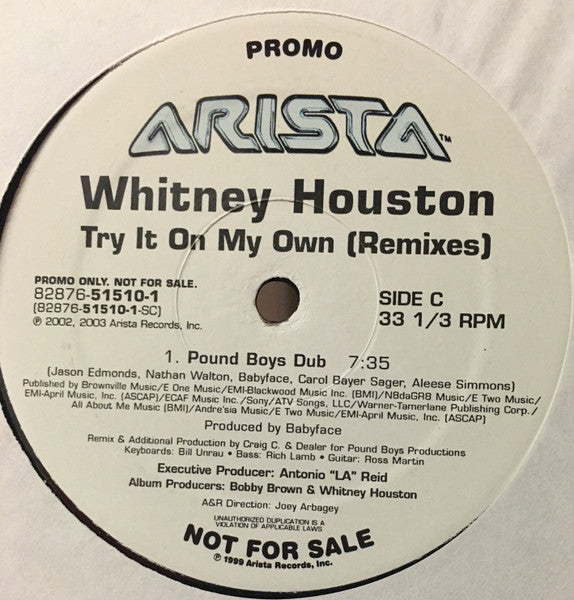 PROMO
ARISTA™
Whitney Houston
Try It On My Own (Remixes)
PROMO ONLY. NOT FOR SALE.
82876-51510-1
(82876-51510-1-SC)
℗ 2002, 2003 Arista Records, Inc.
SIDE C
33 1/3 RPM
1. Pound Boys Dub 7:35
(Jason Edmonds, Nathan Walton, Babyface, Carol Bayer Sager, Aleese Simmons)
Published by Brownville Music/E One Music/EMI-Blackwood Music Inc. (BMI)/NBdaGR8 Music/E Two Music/
EMI-April Music, Inc. (ASCAP)/ECAF Music Inc./Sony/ATV Songs, LLC/Warner-Tamerlane Publishing Corp./
All About Me Music (BMI)/Andre'sia Music/E Two Music/EMI-April Music, Inc. (ASCAP)
Produced by Babyface
Remix & Additional Production by Craig C. & Dealer for Pound Boys Productions
Keyboards: Bill Unrau • Bass: Rich Lamb • Guitar: Ross Martin
Executive Producer: Antonio "LA" Reid
Album Producers: Bobby Brown & Whitney Houston
A&R Direction: Joey Arbagey
UNAUTHORIZED DUPLICATION IS A
VIOLATION OF APPLICABLE LAWS
NOT FOR SALE
℗ 1999 Arista Records, Inc.